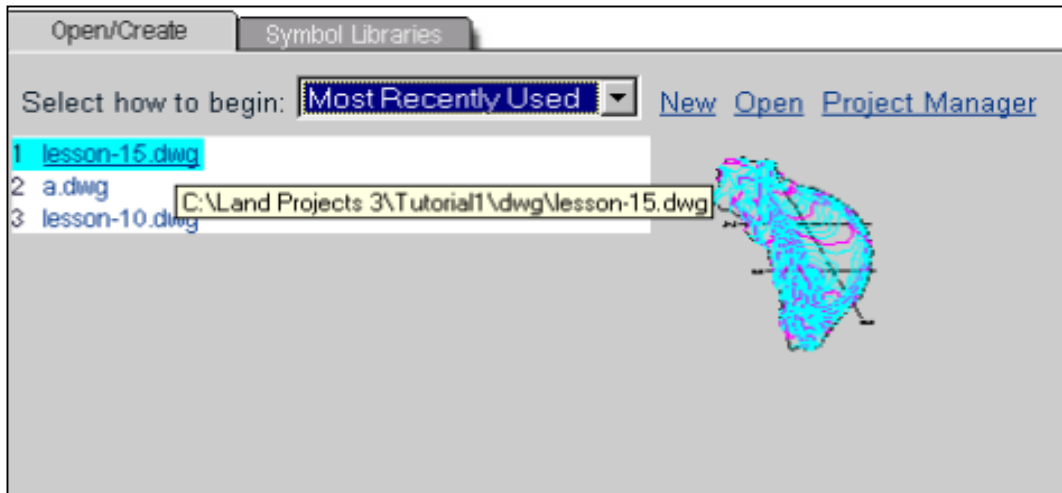 Open/Create Symbol Libraries
Select how to begin: Most Recently Used New Open Project Manager
1 lesson-15.dwg
2 a.dwg
C:\Land Projects 3\Tutorial1\dwg\lesson-15.dwg
3 lesson-10.dwg